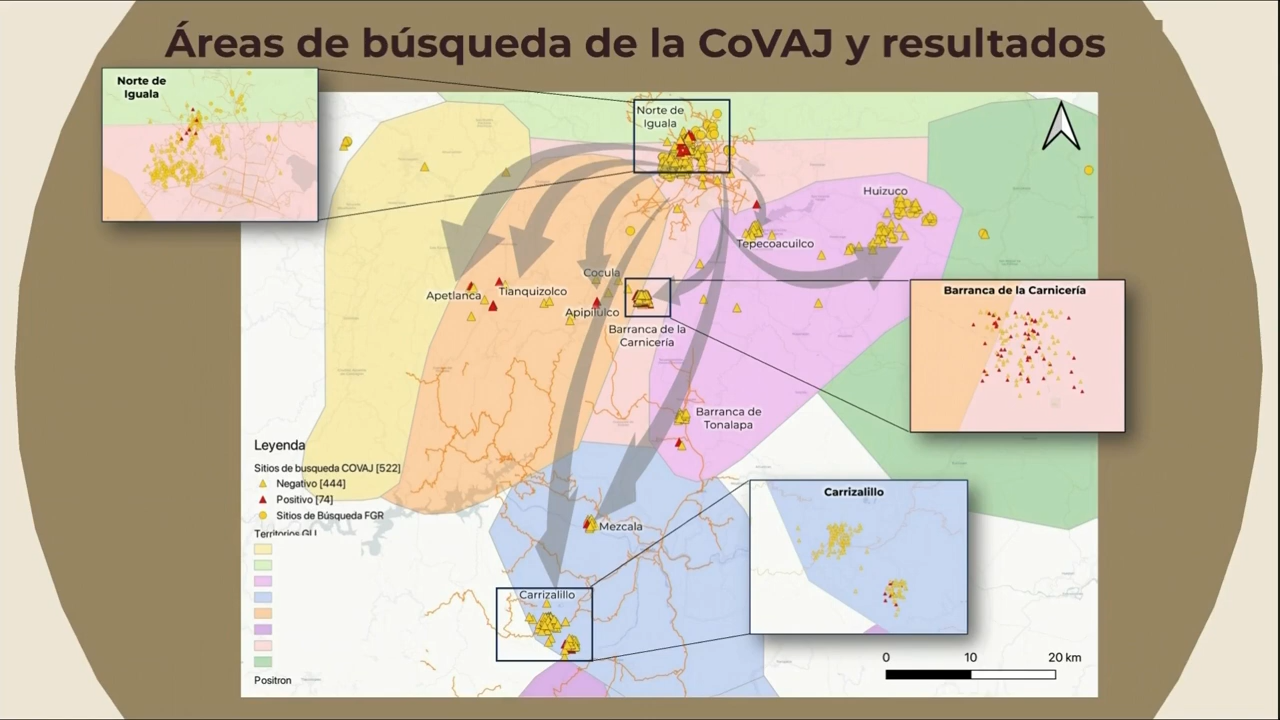 Áreas de búsqueda de la CoVAJ y resultados
Norte de
Iguala
Norte de
Iguala
Huizuco
Tepecoacuilco
Cocula
Apetlanca
Tianquizolco
Apipilulco
Barranca de la
Carnicería
Barranca de la Carnicería
Barranca de
Tonalapa
Leyenda
Sitios de busqueda COVAJ [522]
Negativo [444]
Positivo [74]
Sitios de Búsqueda FGR
Territorios GLI
Positron
Carrizalillo
Mezcala
Carrizalillo
0 10 20 km